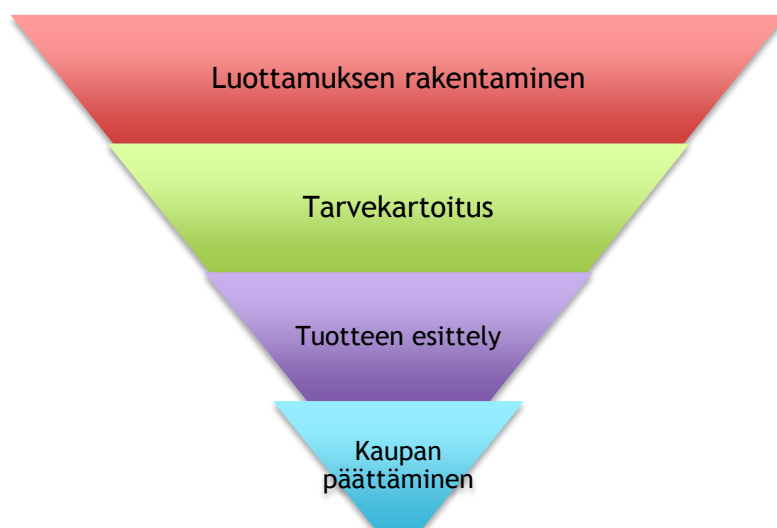 Luottamuksen rakentaminen
Tarvekartoitus
Tuotteen esittely
Kaupan
päättäminen